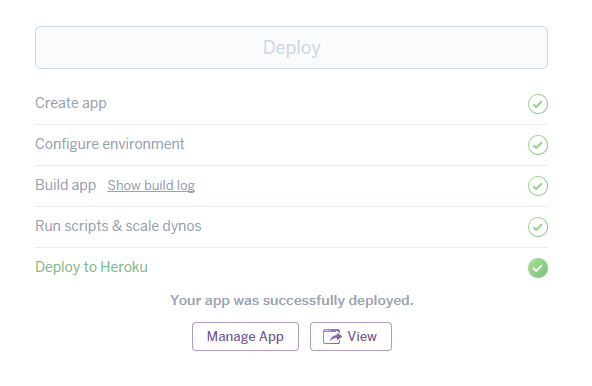 Deploy
Create app
Configure environment
Build app Show build log
Run scripts & scale dynos
Deploy to Heroku
Your app was successfully deployed.
Manage App View